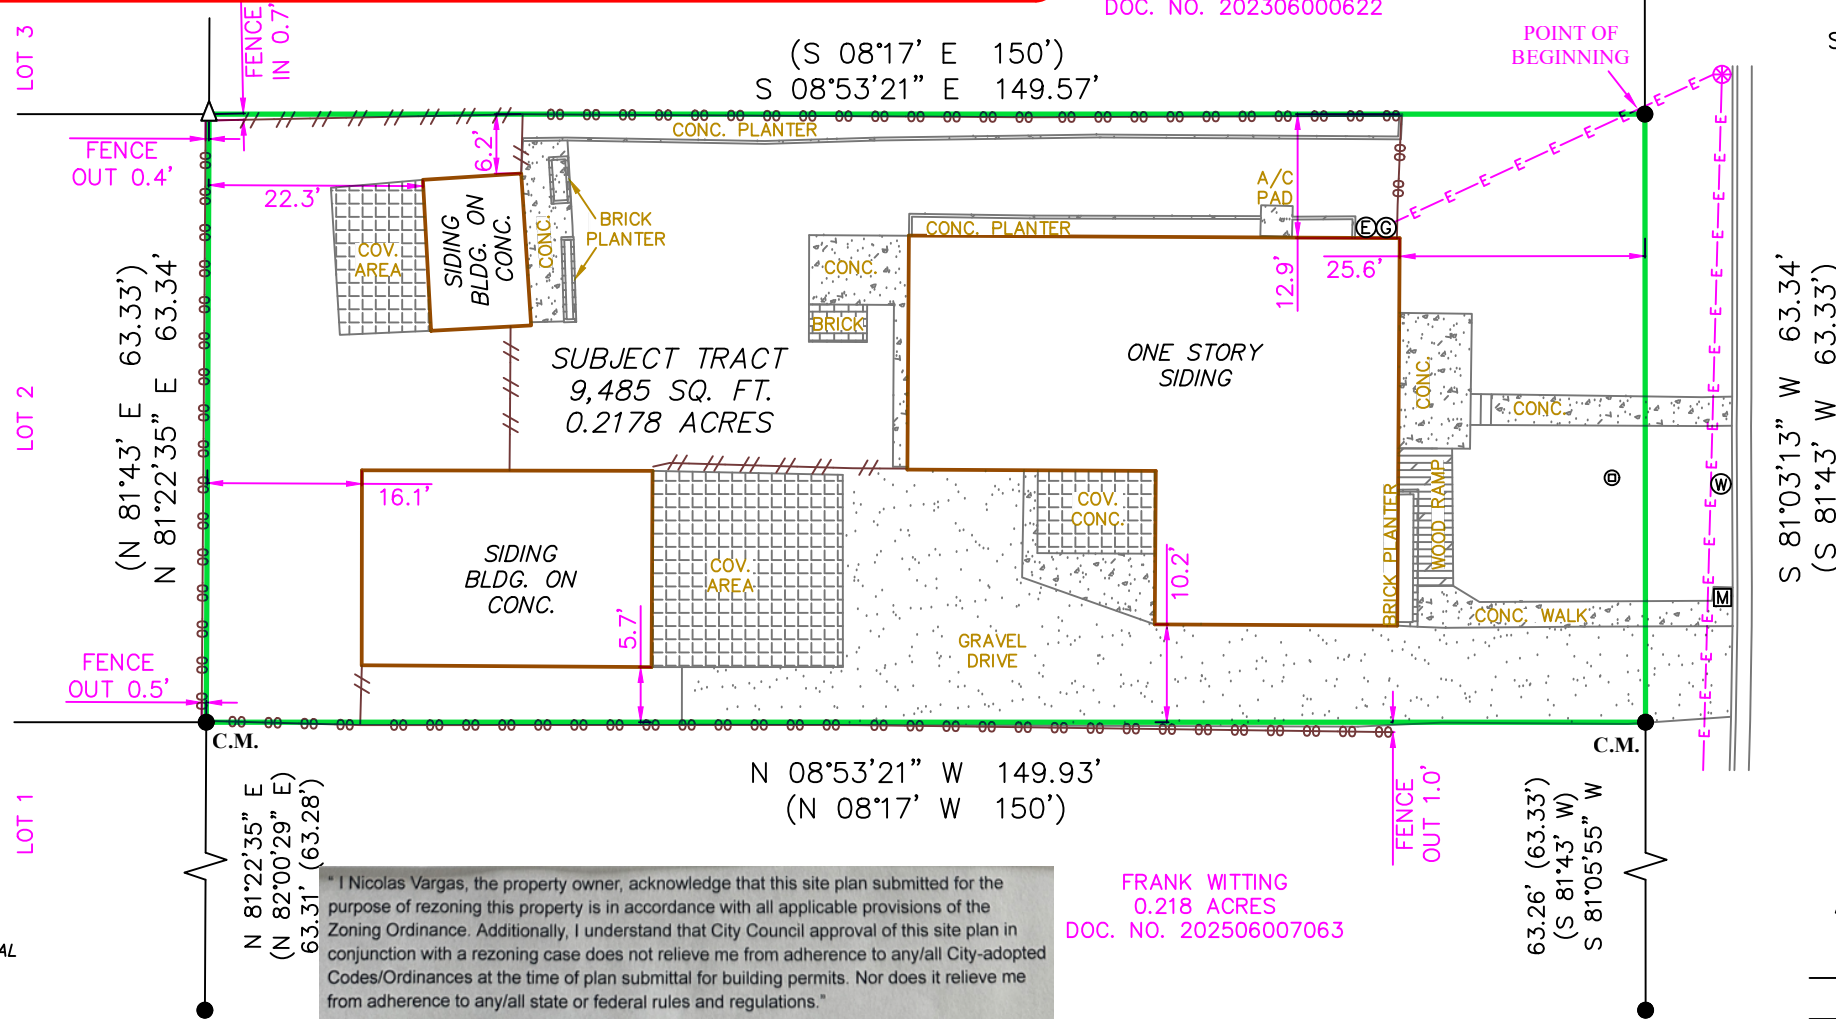 DOC. NO. 202306000622
LOT 3
FENCE
IN 0.7'
(S 08°17' E 150')
S 08°53'21" E 149.57'
POINT OF
BEGINNING
S
FENCE
OUT 0.4'
22.3'
6.2'
CONC. PLANTER
COV.
AREA
SIDING
BLDG. ON
CONC.
CONC.
BRICK
PLANTER
A/C
PAD
CONC. PLANTER
E
G
12.9'
25.6'
CONC.
BRICK
(N 81°43' E 63.33')
N 81°22'35" E 63.34'
LOT 2
SUBJECT TRACT
9,485 SQ. FT.
0.2178 ACRES
ONE STORY
SIDING
CONC.
CONC.
S 81°03'13" W 63.34'
(S 81°43' W 63.33')
16.1'
SIDING
BLDG. ON
CONC.
COV.
AREA
COV.
CONC.
BRICK PLANTER
WOOD RAMP
W
M
5.7'
10.2'
GRAVEL
DRIVE
CONC. WALK
FENCE
OUT 0.5'
C.M.
C.M.
N 08°53'21" W 149.93'
(N 08°17' W 150')
FENCE
OUT 1.0'
LOT 1
N 81°22'35" E
(N 82°00'29" E)
63.31' (63.28')
63.26' (63.33')
(S 81°43' W)
S 81°05'55" W
FRANK WITTING
0.218 ACRES
DOC. NO. 202506007063
" I Nicolas Vargas, the property owner, acknowledge that this site plan submitted for the
purpose of rezoning this property is in accordance with all applicable provisions of the
Zoning Ordinance. Additionally, I understand that City Council approval of this site plan in
conjunction with a rezoning case does not relieve me from adherence to any/all City-adopted
Codes/Ordinances at the time of plan submittal for building permits. Nor does it relieve me
from adherence to any/all state or federal rules and regulations."
AL